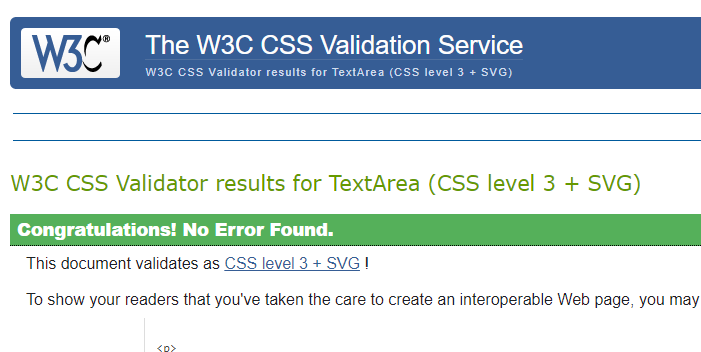 W3C®
The W3C CSS Validation Service
W3C CSS Validator results for TextArea (CSS level 3 + SVG)
W3C CSS Validator results for TextArea (CSS level 3 + SVG)
Congratulations! No Error Found.
This document validates as CSS level 3 + SVG !
To show your readers that you've taken the care to create an interoperable Web page, you may
<p>